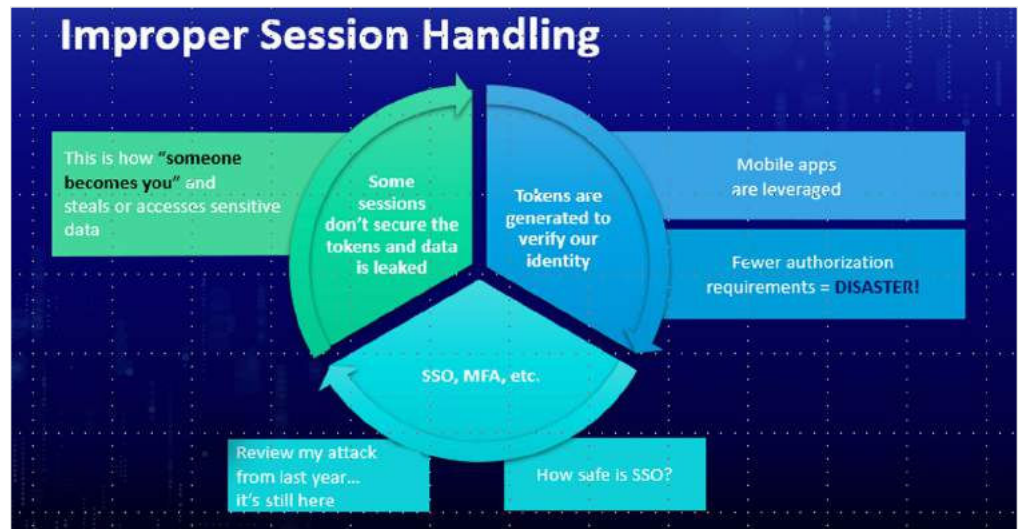 Improper Session Handling
This is how "someone
becomes you" and
steals or accesses sensitive
data
Some
sessions
don't secure the
tokens and data
is leaked
Tokens are
generated to
verify our
identity
Mobile apps
are leveraged
Fewer authorization
requirements = DISASTER!
SSO, MFA, etc.
Review my attack
from last year...
it's still here
How safe is SSO?